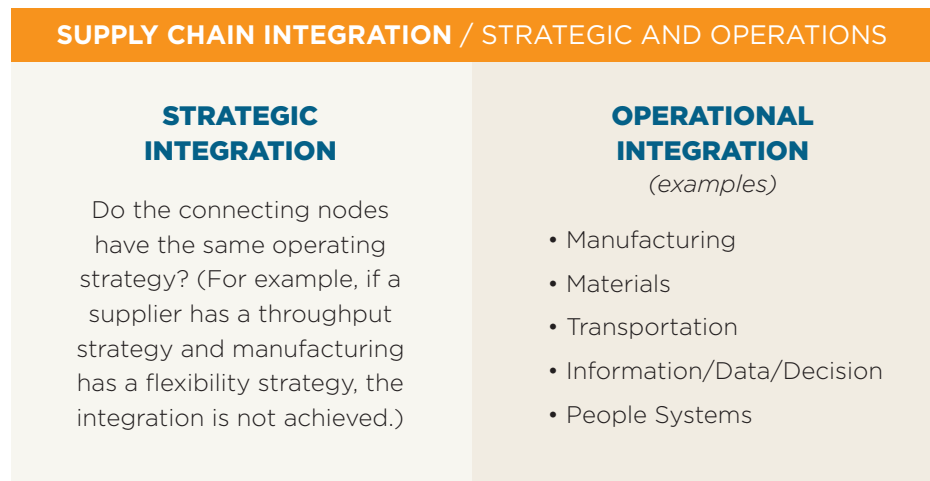 SUPPLY CHAIN INTEGRATION / STRATEGIC AND OPERATIONS
STRATEGIC
INTEGRATION
Do the connecting nodes
have the same operating
strategy? (For example, if a
supplier has a throughput
strategy and manufacturing
has a flexibility strategy, the
integration is not achieved.)
OPERATIONAL
INTEGRATION
(examples)
• Manufacturing
• Materials
• Transportation
• Information/Data/Decision
• People Systems